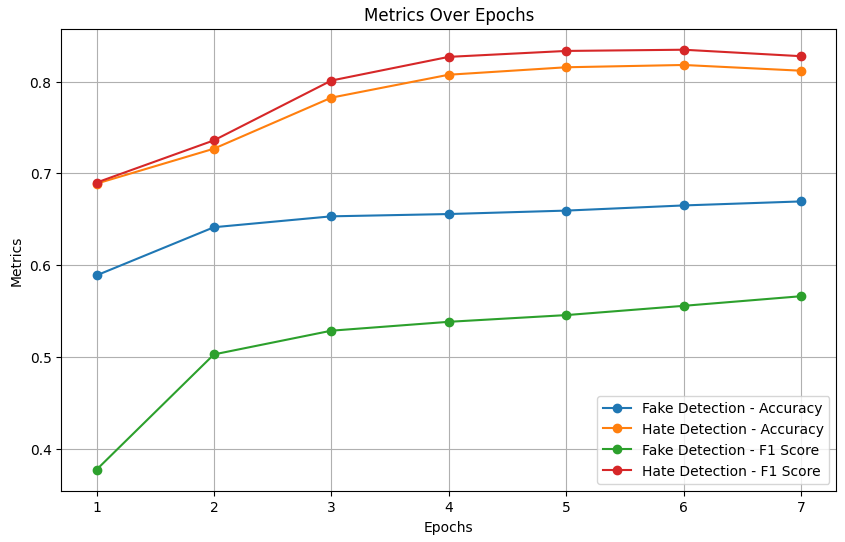 Metrics Over Epochs
Metrics
0.8
0.7
0.6
0.5
0.4
Fake Detection - Accuracy
Hate Detection - Accuracy
Fake Detection - F1 Score
Hate Detection - F1 Score
1 2 3 4 5 6 7
Epochs